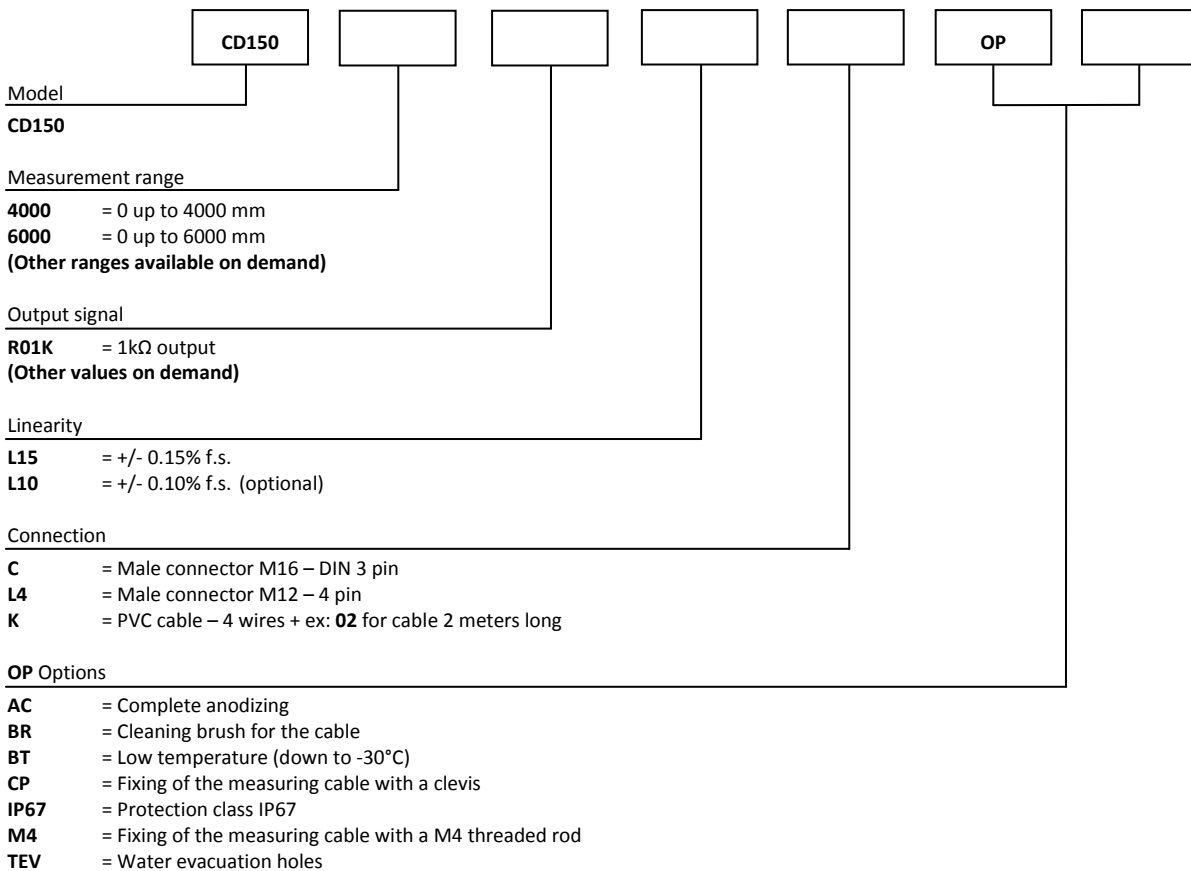 CD150 OP
Model
CD150
Measurement range
4000 = 0 up to 4000 mm
6000 = 0 up to 6000 mm
(Other ranges available on demand)
Output signal
R01K = 1kΩ output
(Other values on demand)
Linearity
L15 = +/- 0.15% f.s.
L10 = +/- 0.10% f.s. (optional)
Connection
C = Male connector M16 – DIN 3 pin
L4 = Male connector M12 – 4 pin
K = PVC cable – 4 wires + ex: 02 for cable 2 meters long
OP Options
AC = Complete anodizing
BR = Cleaning brush for the cable
BT = Low temperature (down to -30°C)
CP = Fixing of the measuring cable with a clevis
IP67 = Protection class IP67
M4 = Fixing of the measuring cable with a M4 threaded rod
TEV = Water evacuation holes